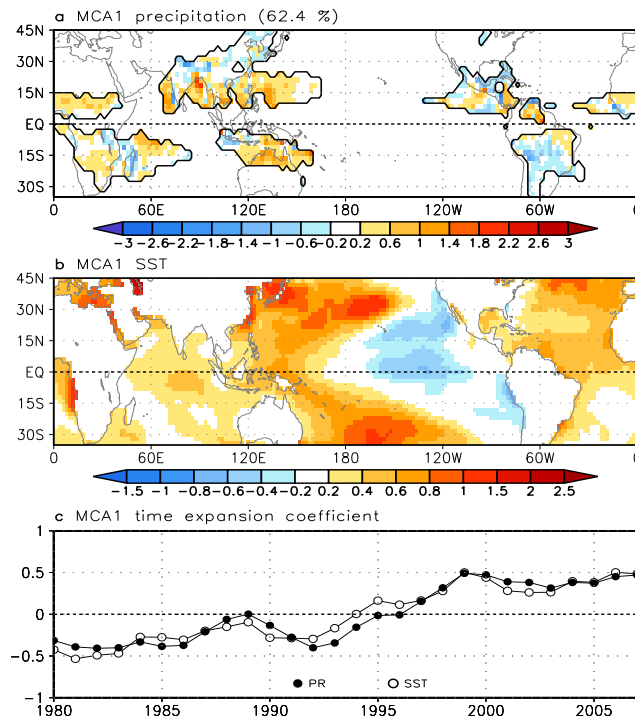 a MCA1 precipitation (62.4 %)
45N
30N
15N
EQ
15S
30S
0 60E 120E 180 120W 60W 0
-3 -2.6 -2.2 -1.8 -1.4 -1 -0.6 -0.2 0.2 0.6 1 1.4 1.8 2.2 2.6 3
b MCA1 SST
45N
30N
15N
EQ
15S
30S
0 60E 120E 180 120W 60W 0
-1.5 -1 -0.8 -0.6 -0.4 -0.2 0.2 0.4 0.6 0.8 1 1.5 2 2.5
c MCA1 time expansion coefficient
1
0.5
0
-0.5
-1
PR SST
1980 1985 1990 1995 2000 2005